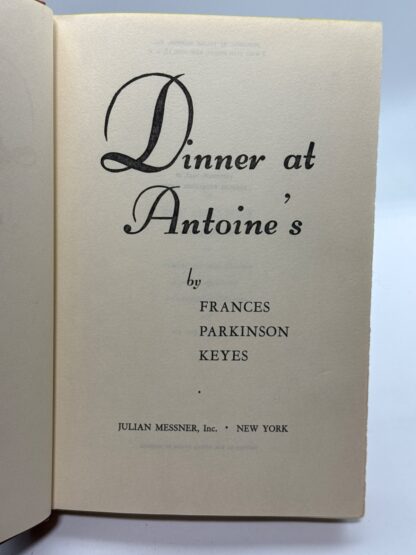 Dinner at
Antoine's
by
FRANCES
PARKINSON
KEYES
JULIAN MESSNER, Inc. · NEW YORK